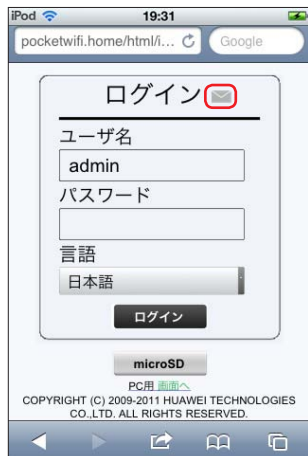 iPod 19:31
pocketwifi.home/html/i... Google
ログイン
ユーザ名
admin
パスワード
言語
日本語
ログイン
microSD
PC用 画面へ
COPYRIGHT (C) 2009-2011 HUAWEI TECHNOLOGIES
CO.,LTD. ALL RIGHTS RESERVED.